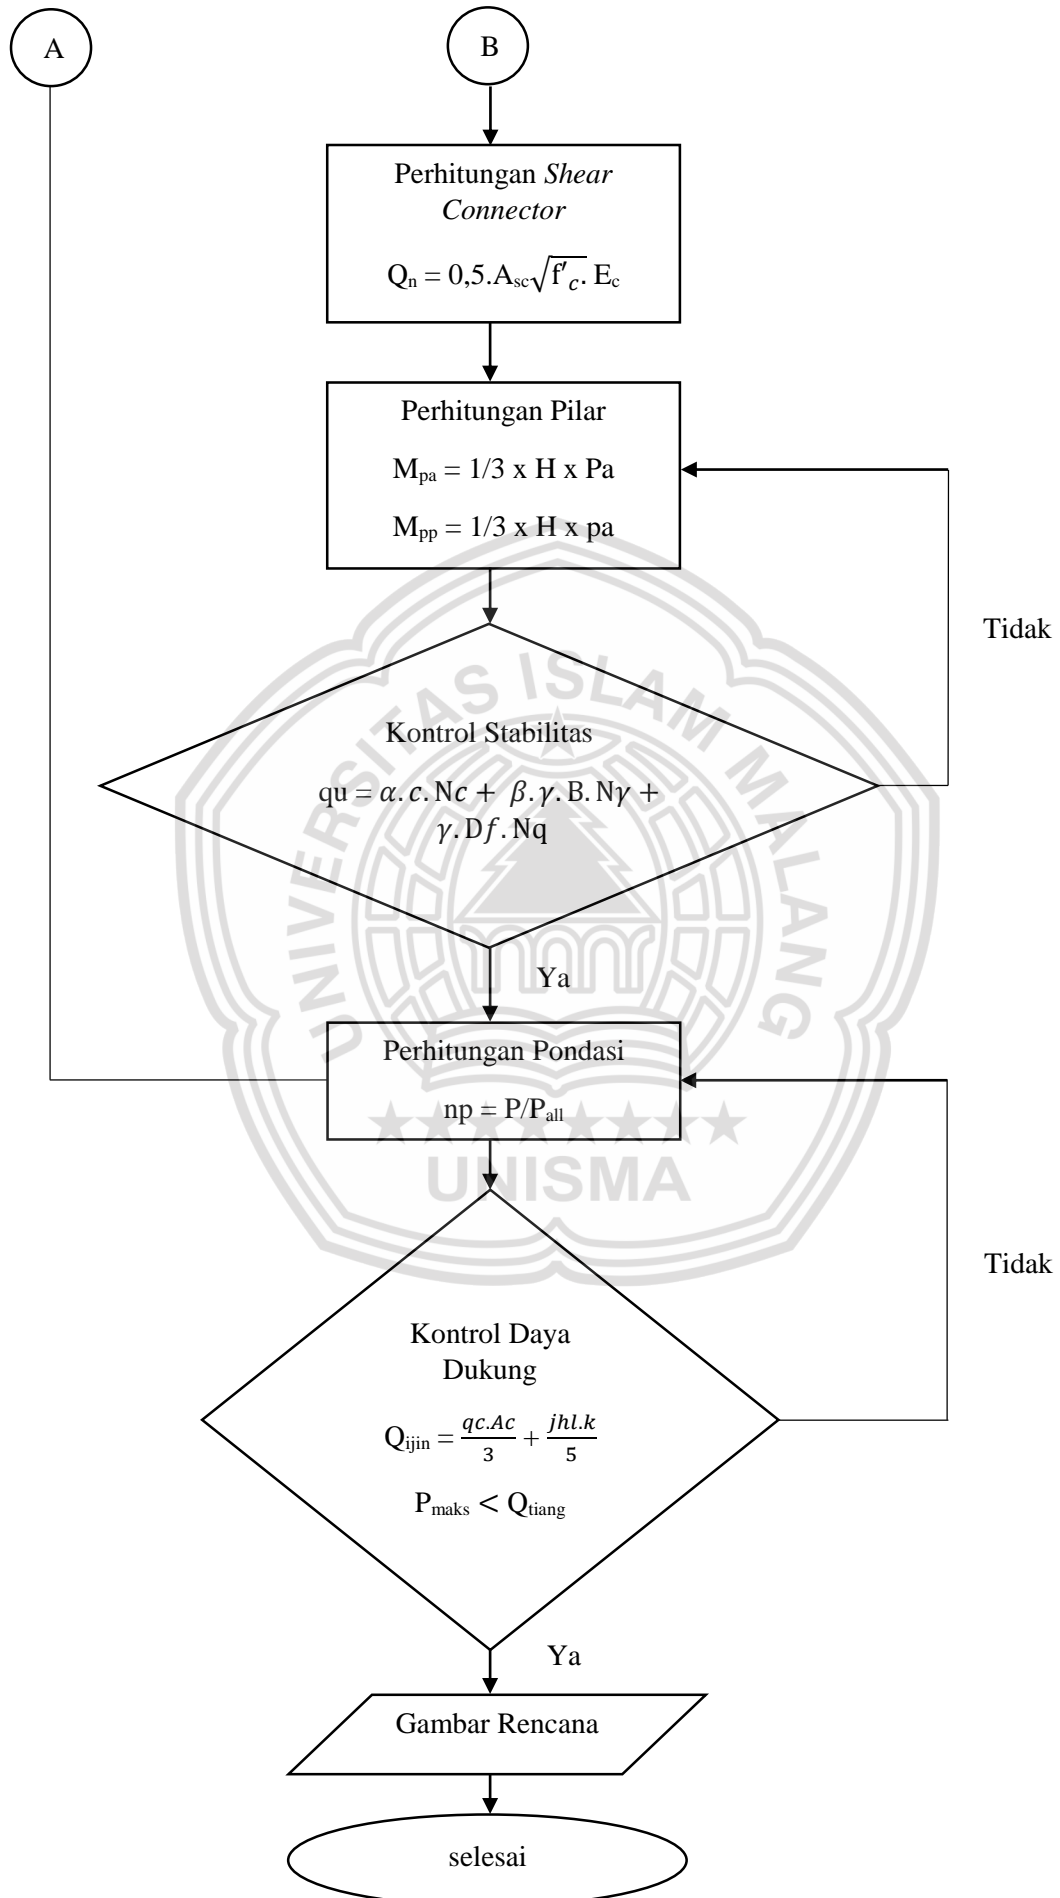 A
B
Perhitungan Shear
Connector
Qn = 0,5.Asc√f′c. Ec
Perhitungan Pilar
Mpa = 1/3 x H x Pa
Mpp = 1/3 x H x pa
Tidak
UNIVERSITAS ISLAM MALANG
Kontrol Stabilitas
qu = α.c.Nc + β.γ.B.Nγ +
γ.Df.Nq
Ya
Perhitungan Pondasi
np = P/Pall
UNISMA
Tidak
Kontrol Daya
Dukung
Qijin = qc.Ac/3 + jhl.k/5
Pmaks < Qtiang
Ya
Gambar Rencana
selesai